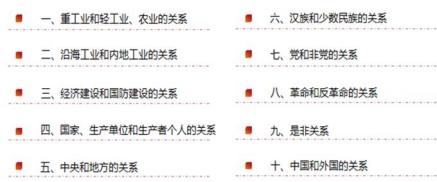 一、重工业和轻工业、农业的关系
二、沿海工业和内地工业的关系
三、经济建设和国防建设的关系
四、国家、生产单位和生产者个人的关系
五、中央和地方的关系
六、汉族和少数民族的关系
七、党和非党的关系
八、革命和反革命的关系
九、是非关系
十、中国和外国的关系